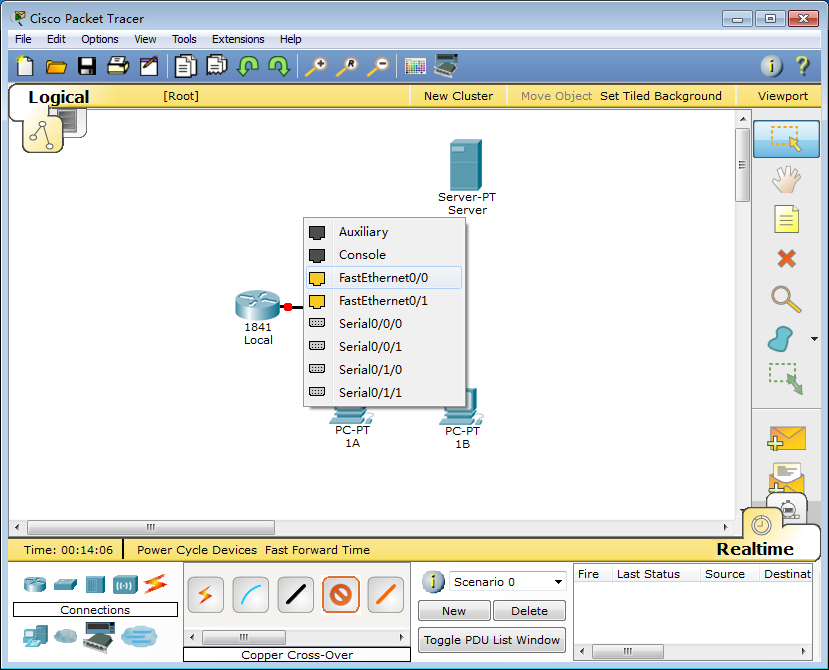 Cisco Packet Tracer
File Edit Options View Tools Extensions Help
Logical [Root] New Cluster Move Object Set Tiled Background Viewport
Server-PT
Server
Auxiliary
Console
FastEthernet0/0
FastEthernet0/1
Serial0/0/0
Serial0/0/1
Serial0/1/0
Serial0/1/1
1841
Local
PC-PT
1A
PC-PT
1B
Time: 00:14:06 Power Cycle Devices Fast Forward Time Realtime
Connections
Copper Cross-Over
Scenario 0
New Delete
Toggle PDU List Window
Fire Last Status Source Destinat